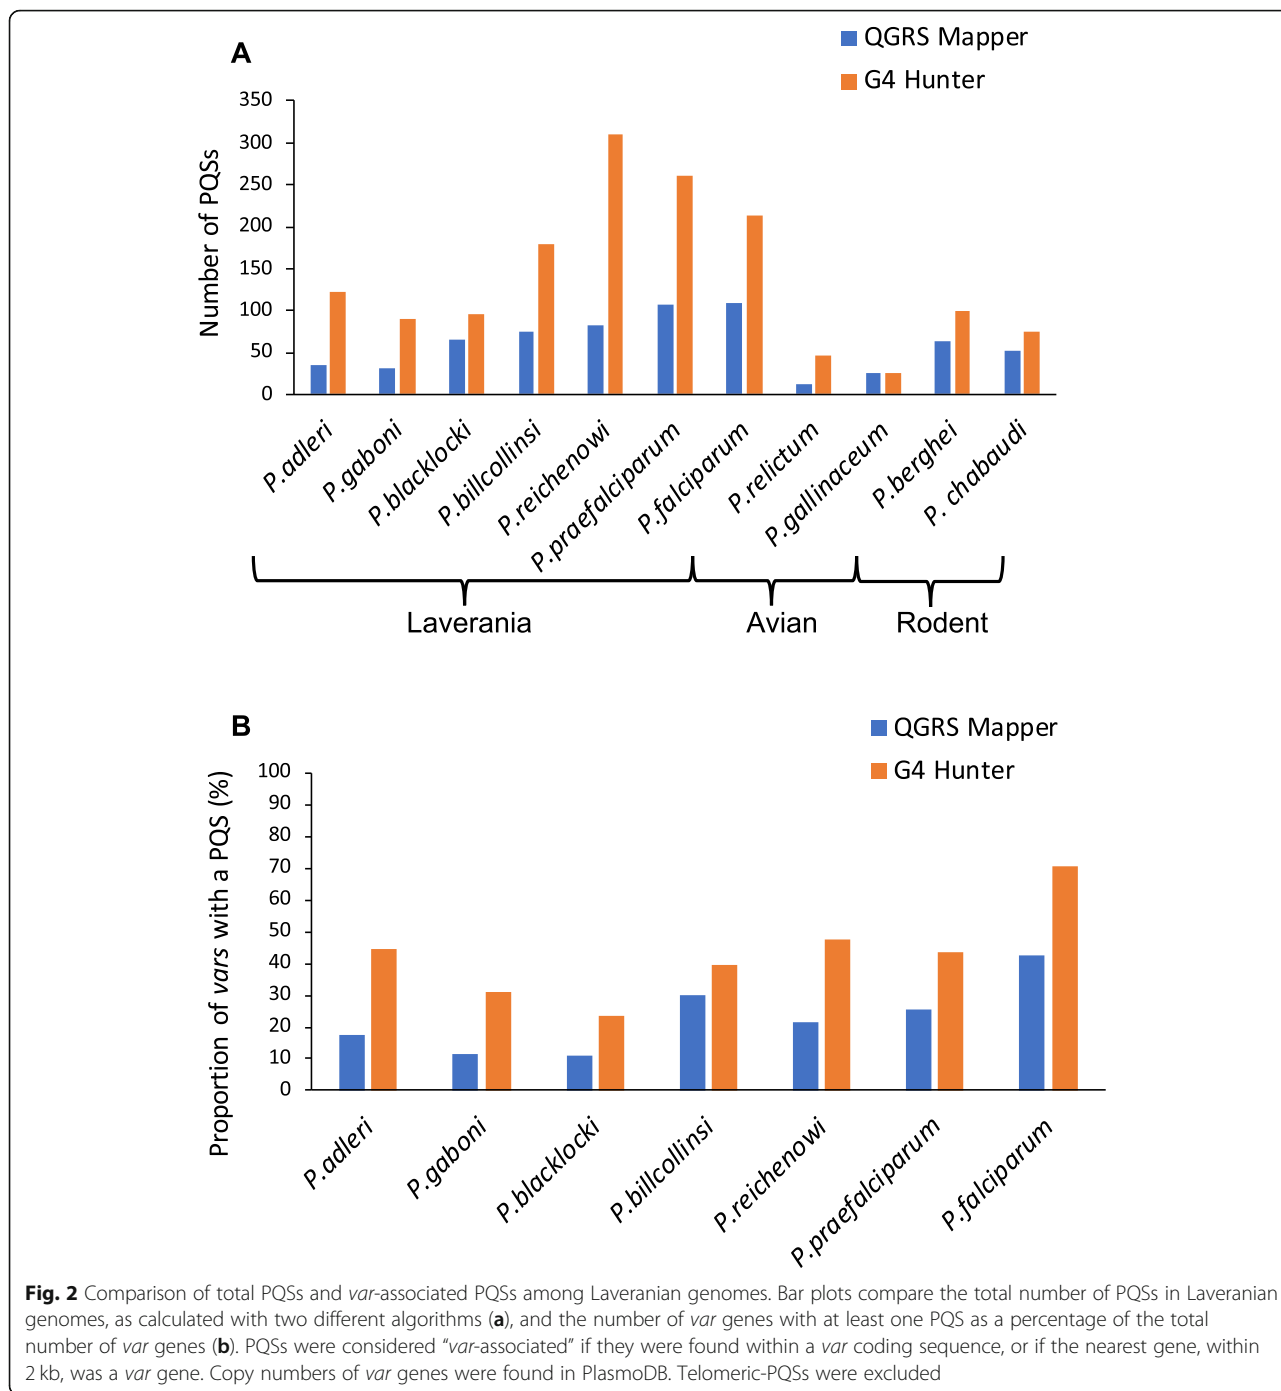 A
QGRS Mapper
G4 Hunter
Number of PQSs
350
300
250
200
150
100
50
0
P.adleri
P.gaboni
P.blacklocki
P.billcollinsi
P.reichenowi
P.praefalciparum
P.falciparum
P.relictum
P.gallinaceum
P.berghei
P. chabaudi
Laverania
Avian
Rodent
B
QGRS Mapper
G4 Hunter
Proportion of vars with a PQS (%)
100
90
80
70
60
50
40
30
20
10
0
P.adleri
P.gaboni
P.blacklocki
P.billcollinsi
P.reichenowi
P.praefalciparum
P.falciparum
Fig. 2 Comparison of total PQSs and var-associated PQSs among Laveranian genomes. Bar plots compare the total number of PQSs in Laveranian
genomes, as calculated with two different algorithms (a), and the number of var genes with at least one PQS as a percentage of the total
number of var genes (b). PQSs were considered “var-associated” if they were found within a var coding sequence, or if the nearest gene, within
2 kb, was a var gene. Copy numbers of var genes were found in PlasmoDB. Telomeric-PQSs were excluded